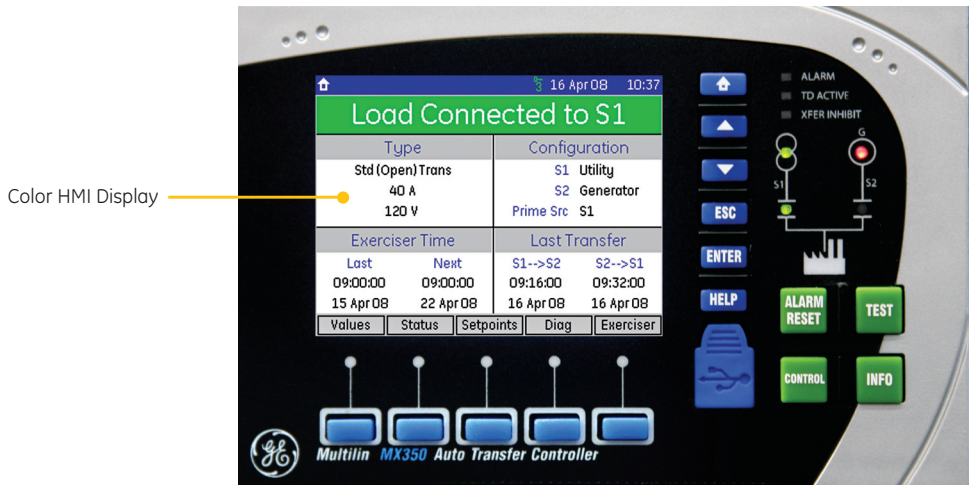 Color HMI Display
16 Apr 08 10:37
Load Connected to S1
Type
Std (Open) Trans
40 A
120 V
Configuration
S1 Utility
S2 Generator
Prime Src S1
Exerciser Time
Last Next
09:00:00 09:00:00
15 Apr 08 22 Apr 08
Last Transfer
S1-->S2 S2-->S1
09:16:00 09:32:00
16 Apr 08 16 Apr 08
Values Status Setpoints Diag Exerciser
ESC
ENTER
HELP
ALARM
TD ACTIVE
XFER INHIBIT
G
S1 S2
ALARM
RESET
TEST
CONTROL
INFO
GE
Multilin MX350 Auto Transfer Controller